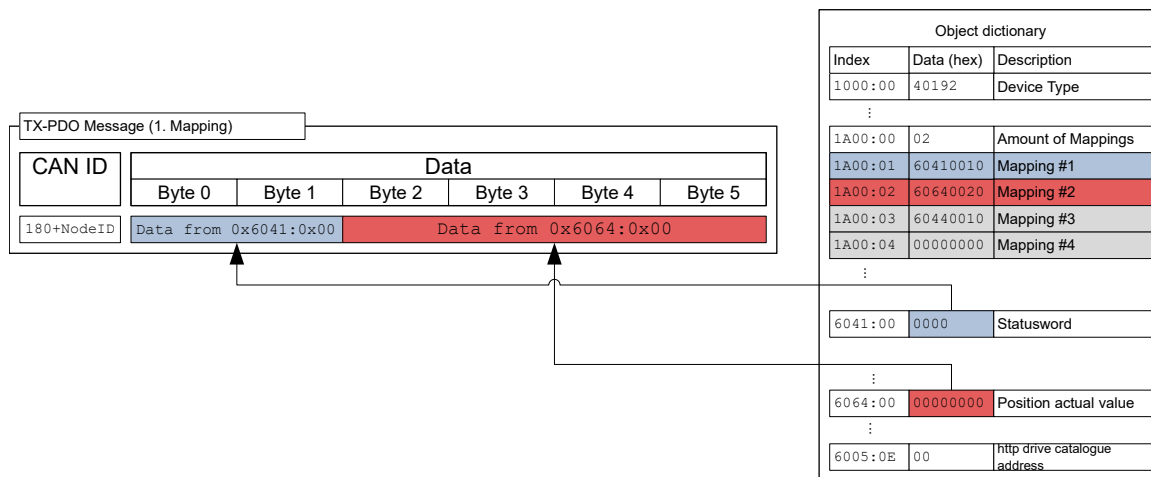 Object dictionary
Index Data (hex) Description
1000:00 40192 Device Type
⋮
1A00:00 02 Amount of Mappings
1A00:01 60410010 Mapping #1
1A00:02 60640020 Mapping #2
1A00:03 60440010 Mapping #3
1A00:04 00000000 Mapping #4
⋮
6041:00 0000 Statusword
⋮
6064:00 00000000 Position actual value
⋮
6005:0E 00 http drive catalogue
address
TX-PDO Message (1. Mapping)
CAN ID Data
Byte 0 Byte 1 Byte 2 Byte 3 Byte 4 Byte 5
180+NodeID Data from 0x6041:0x00 Data from 0x6064:0x00